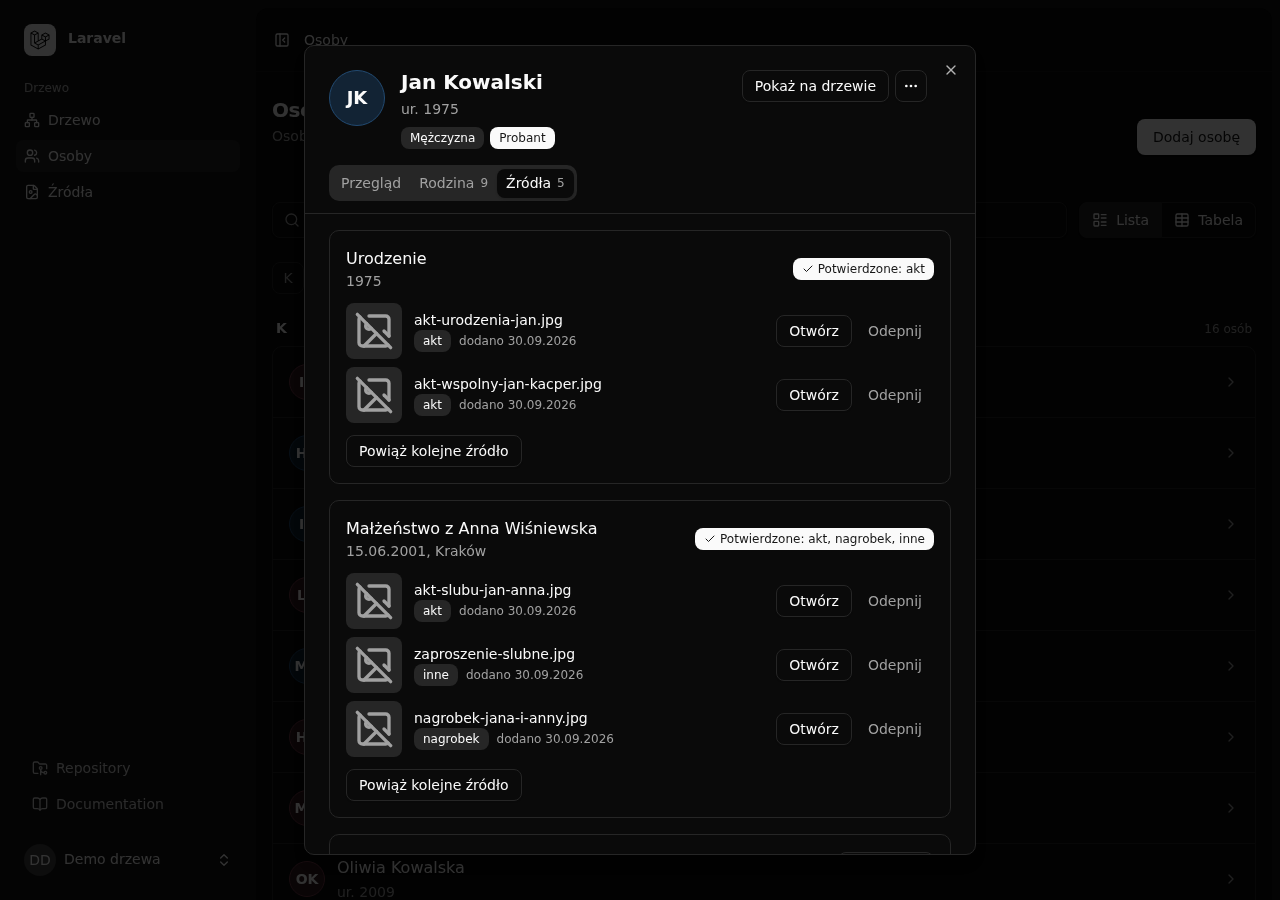 Laravel
Osoby
Drzewo
Drzewo
Osoby
Źródła
Dodaj osobę
Lista
Tabela
K
K
16 osób
JK
Jan Kowalski
ur. 1975
Mężczyzna
Probant
Pokaż na drzewie
Przegląd
Rodzina 9
Źródła 5
Urodzenie
1975
Potwierdzone: akt
akt-urodzenia-jan.jpg
akt dodano 30.09.2026
Otwórz
Odepnij
akt-wspolny-jan-kacper.jpg
akt dodano 30.09.2026
Otwórz
Odepnij
Powiąż kolejne źródło
Małżeństwo z Anna Wiśniewska
15.06.2001, Kraków
Potwierdzone: akt, nagrobek, inne
akt-slubu-jan-anna.jpg
akt dodano 30.09.2026
Otwórz
Odepnij
zaproszenie-slubne.jpg
inne dodano 30.09.2026
Otwórz
Odepnij
nagrobek-jana-i-anny.jpg
nagrobek dodano 30.09.2026
Otwórz
Odepnij
Powiąż kolejne źródło
Repository
Documentation
DD
Demo drzewa
OK
Oliwia Kowalska
ur. 2009